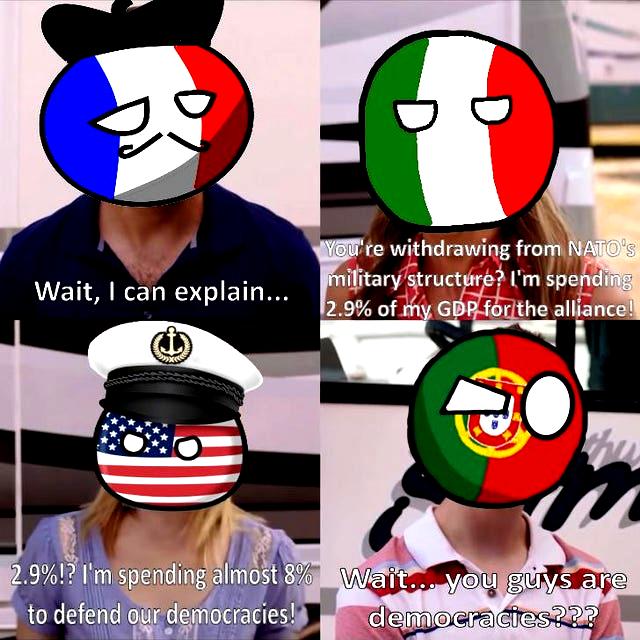 Wait, I can explain...
You're withdrawing from NATO's
military structure? I'm spending
2.9% of my GDP for the alliance!
2.9%!? I'm spending almost 8%
to defend our democracies!
Wait... you guys are
democracies???